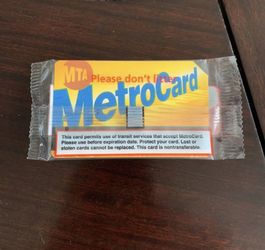 MTA
Please don't litter.
MetroCard
This card permits use of transit services that accept MetroCard.
Please use before expiration date. Protect your card. Lost or
stolen cards cannot be replaced. This card is nontransferable.